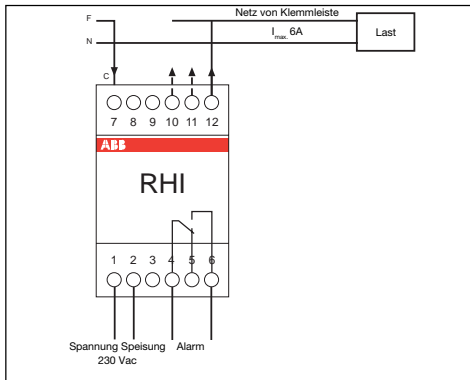 F
Netz von Klemmleiste
N
Imax. 6A
Last
C
7 8 9 10 11 12
ABB
RHI
1 2 3 4 5 6
Spannung Speisung Alarm
230 Vac